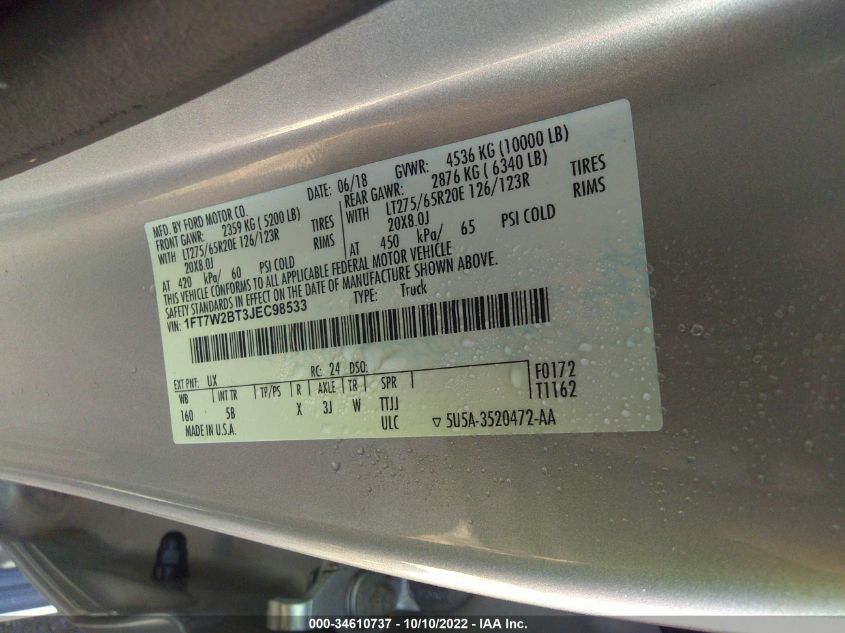 MFD. BY FORD MOTOR CO.
DATE: 06/18 GVWR: 4536 KG (10000 LB)
FRONT GAWR: 2359 KG (5200 LB) REAR GAWR: 2876 KG ( 6340 LB)
WITH LT275/65R20E 126/123R TIRES WITH LT275/65R20E 126/123R TIRES
20X8.0J RIMS 20X8.0J RIMS
AT 420 kPa/ 60 PSI COLD AT 450 kPa/ 65 PSI COLD
THIS VEHICLE CONFORMS TO ALL APPLICABLE FEDERAL MOTOR VEHICLE
SAFETY STANDARDS IN EFFECT ON THE DATE OF MANUFACTURE SHOWN ABOVE.
VIN: 1FT7W2BT3JEC98533 TYPE: Truck
EXT PNT: UX RC: 24 DSO: F0172
WB INT TR TP/PS R AXLE TR SPR T1162
160 5B X 3J W TTJJ
MADE IN U.S.A. ULC ▽ 5U5A-3520472-AA
000-34610737 - 10/10/2022 - IAA Inc.